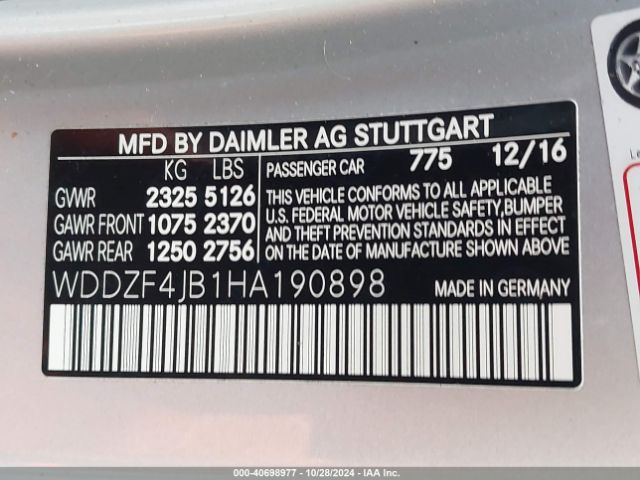 MFD BY DAIMLER AG STUTTGART
KG LBS
GVWR 2325 5126
GAWR FRONT 1075 2370
GAWR REAR 1250 2756
PASSENGER CAR 775 12/16
THIS VEHICLE CONFORMS TO ALL APPLICABLE
U.S. FEDERAL MOTOR VEHICLE SAFETY, BUMPER
AND THEFT PREVENTION STANDARDS IN EFFECT
ON THE DATE OF MANUFACTURE SHOWN ABOVE.
WDDZF4JB1HA190898
MADE IN GERMANY
000-40698977 - 10/28/2024 - IAA Inc.